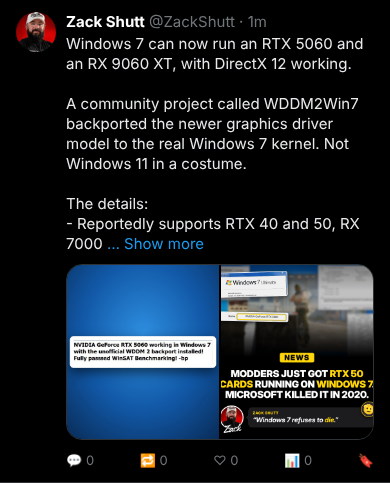 Zack Shutt @ZackShutt · 1m
Windows 7 can now run an RTX 5060 and
an RX 9060 XT, with DirectX 12 working.
A community project called WDDM2Win7
backported the newer graphics driver
model to the real Windows 7 kernel. Not
Windows 11 in a costume.
The details:
- Reportedly supports RTX 40 and 50, RX
7000 ... Show more
NVIDIA GeForce RTX 5060 working in Windows 7
with the unofficial WDDM 2 backport installed!
Fully passed WinSAT Benchmarking! -bp
Windows 7
NEWS
MODDERS JUST GOT RTX 50
CARDS RUNNING ON WINDOWS 7.
MICROSOFT KILLED IT IN 2020.
ZACK SHUTT
"Windows 7 refuses to die."
Zack
0 0 0 0